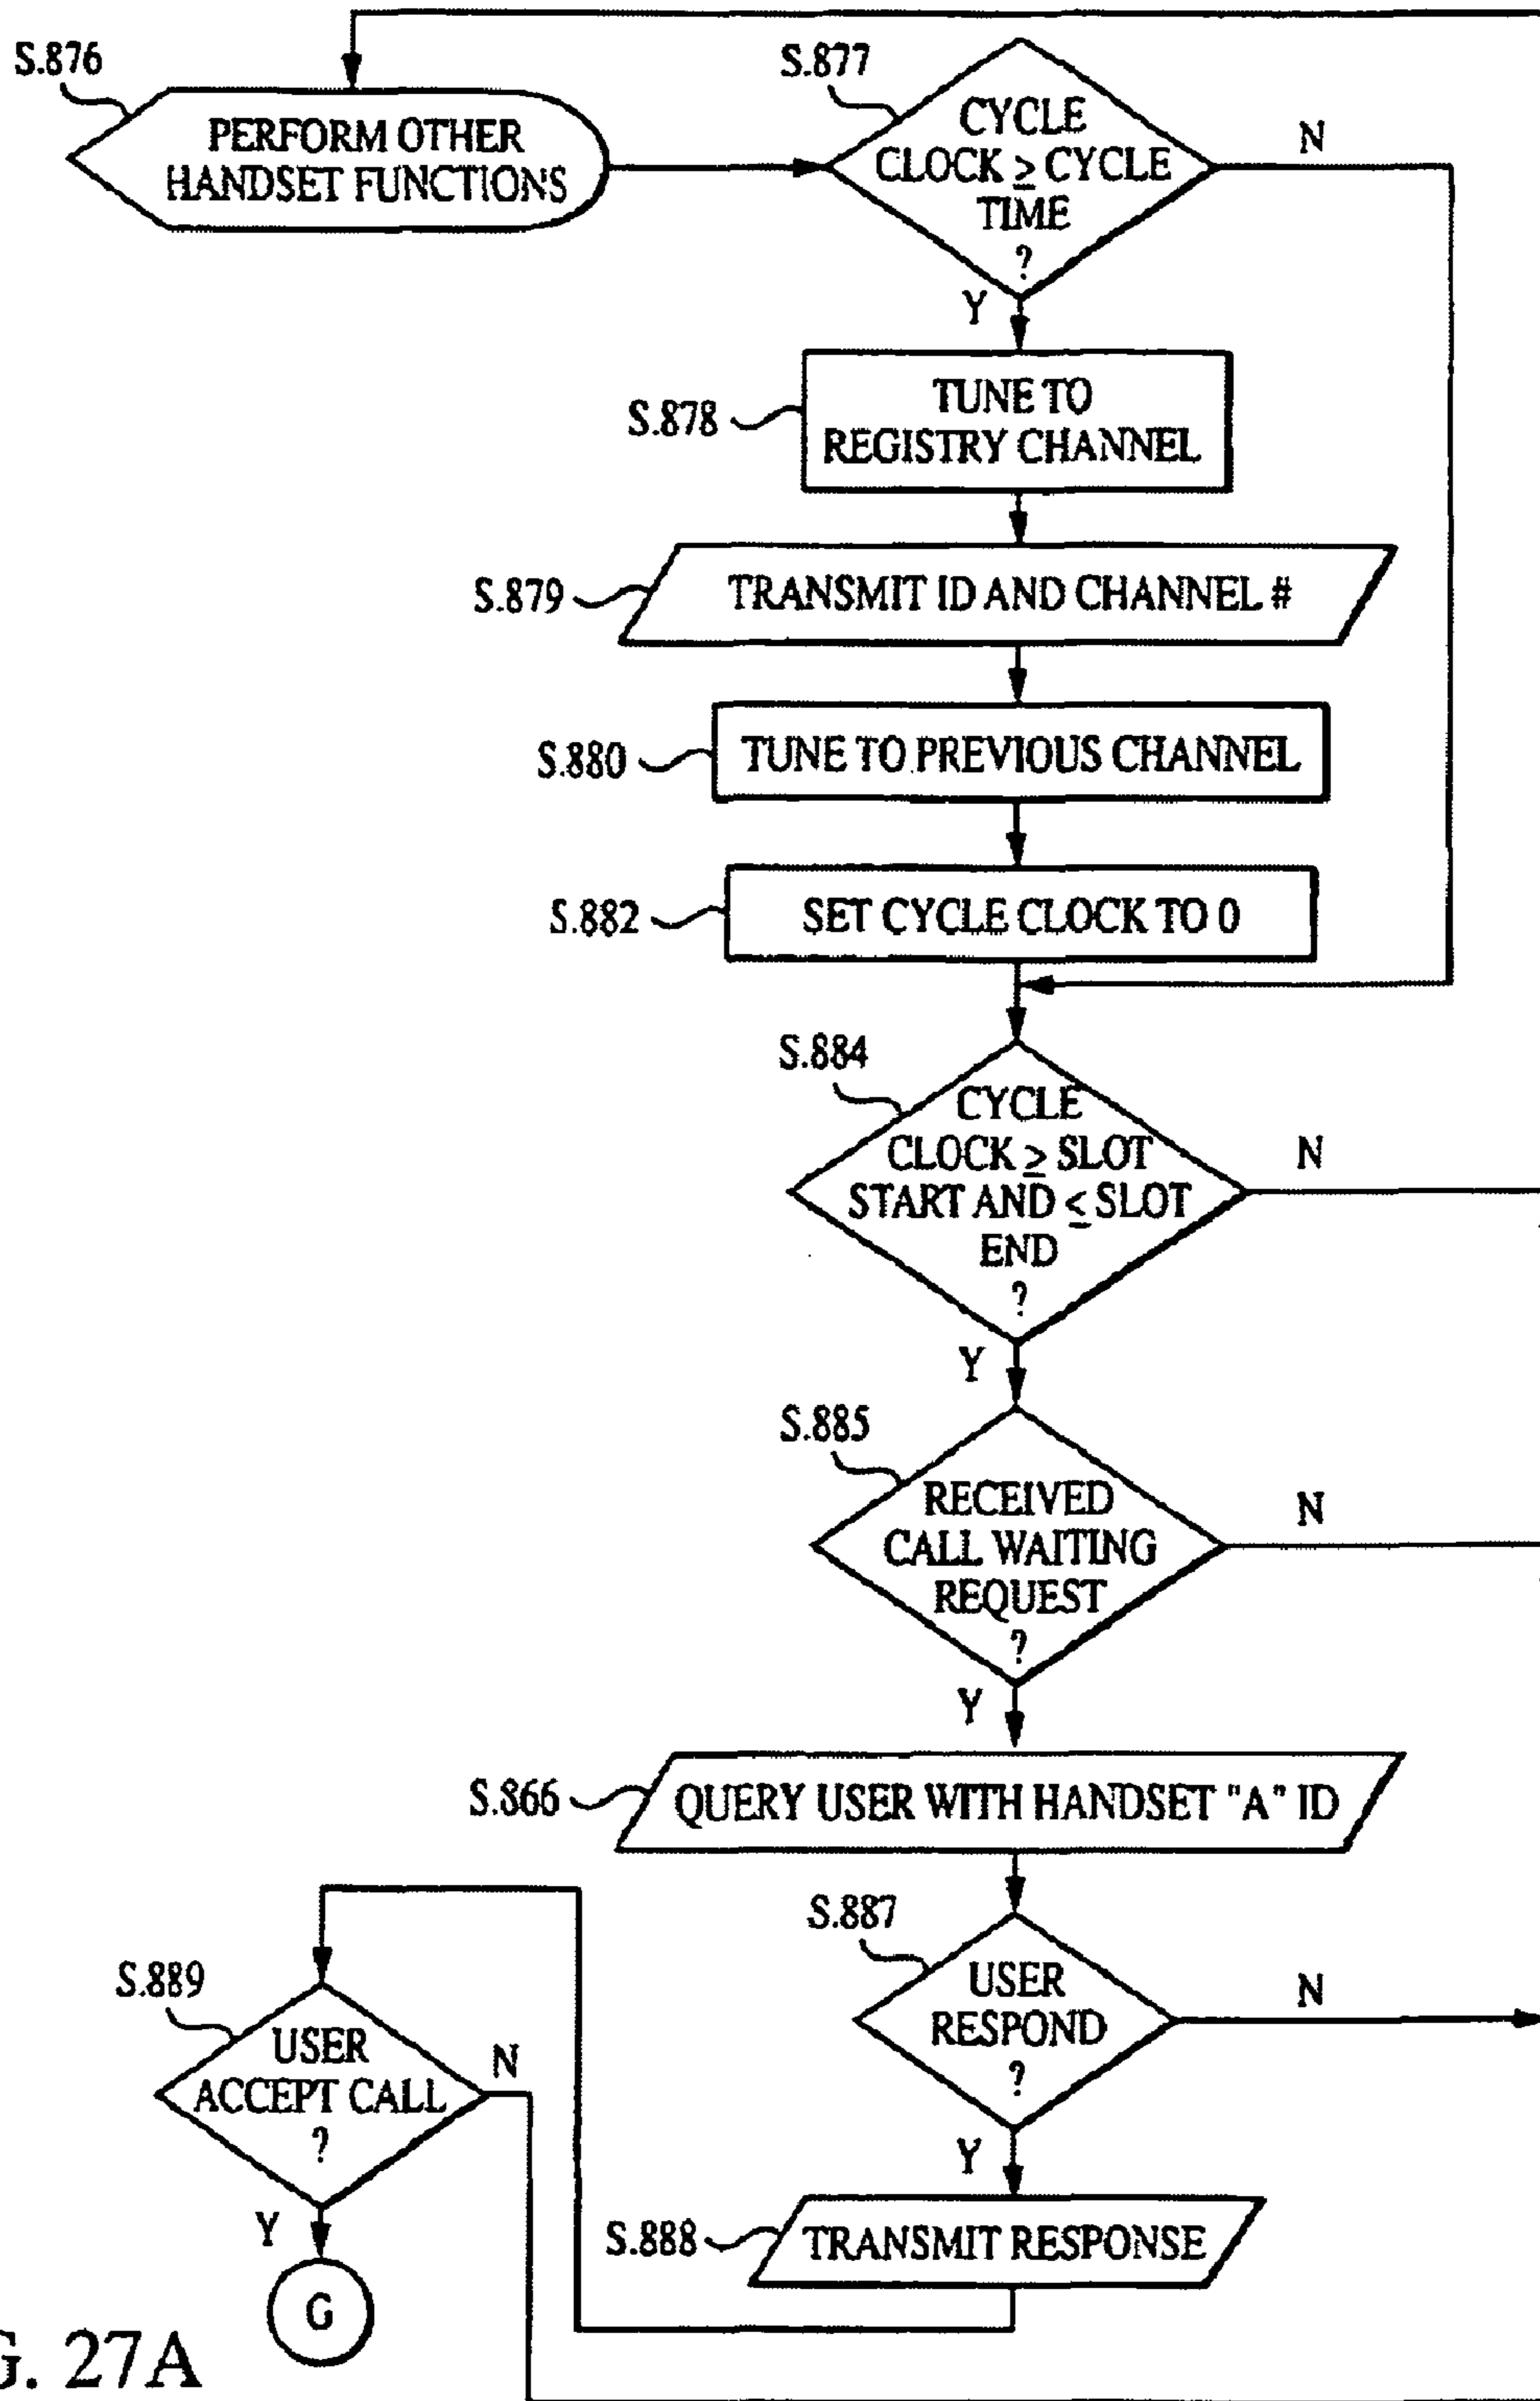 S.876
PERFORM OTHER
HANDSET FUNCTIONS
S.877
CYCLE
CLOCK ≥ CYCLE
TIME
?
N
Y
S.878
TUNE TO
REGISTRY CHANNEL
S.879
TRANSMIT ID AND CHANNEL #
S.880
TUNE TO PREVIOUS CHANNEL
S.882
SET CYCLE CLOCK TO 0
S.884
CYCLE
CLOCK ≥ SLOT
START AND ≤ SLOT
END
?
N
Y
S.885
RECEIVED
CALL WAITING
REQUEST
?
N
Y
S.866
QUERY USER WITH HANDSET "A" ID
S.887
USER
RESPOND
?
N
Y
S.888
TRANSMIT RESPONSE
S.889
USER
ACCEPT CALL
?
N
Y
G
G. 27A